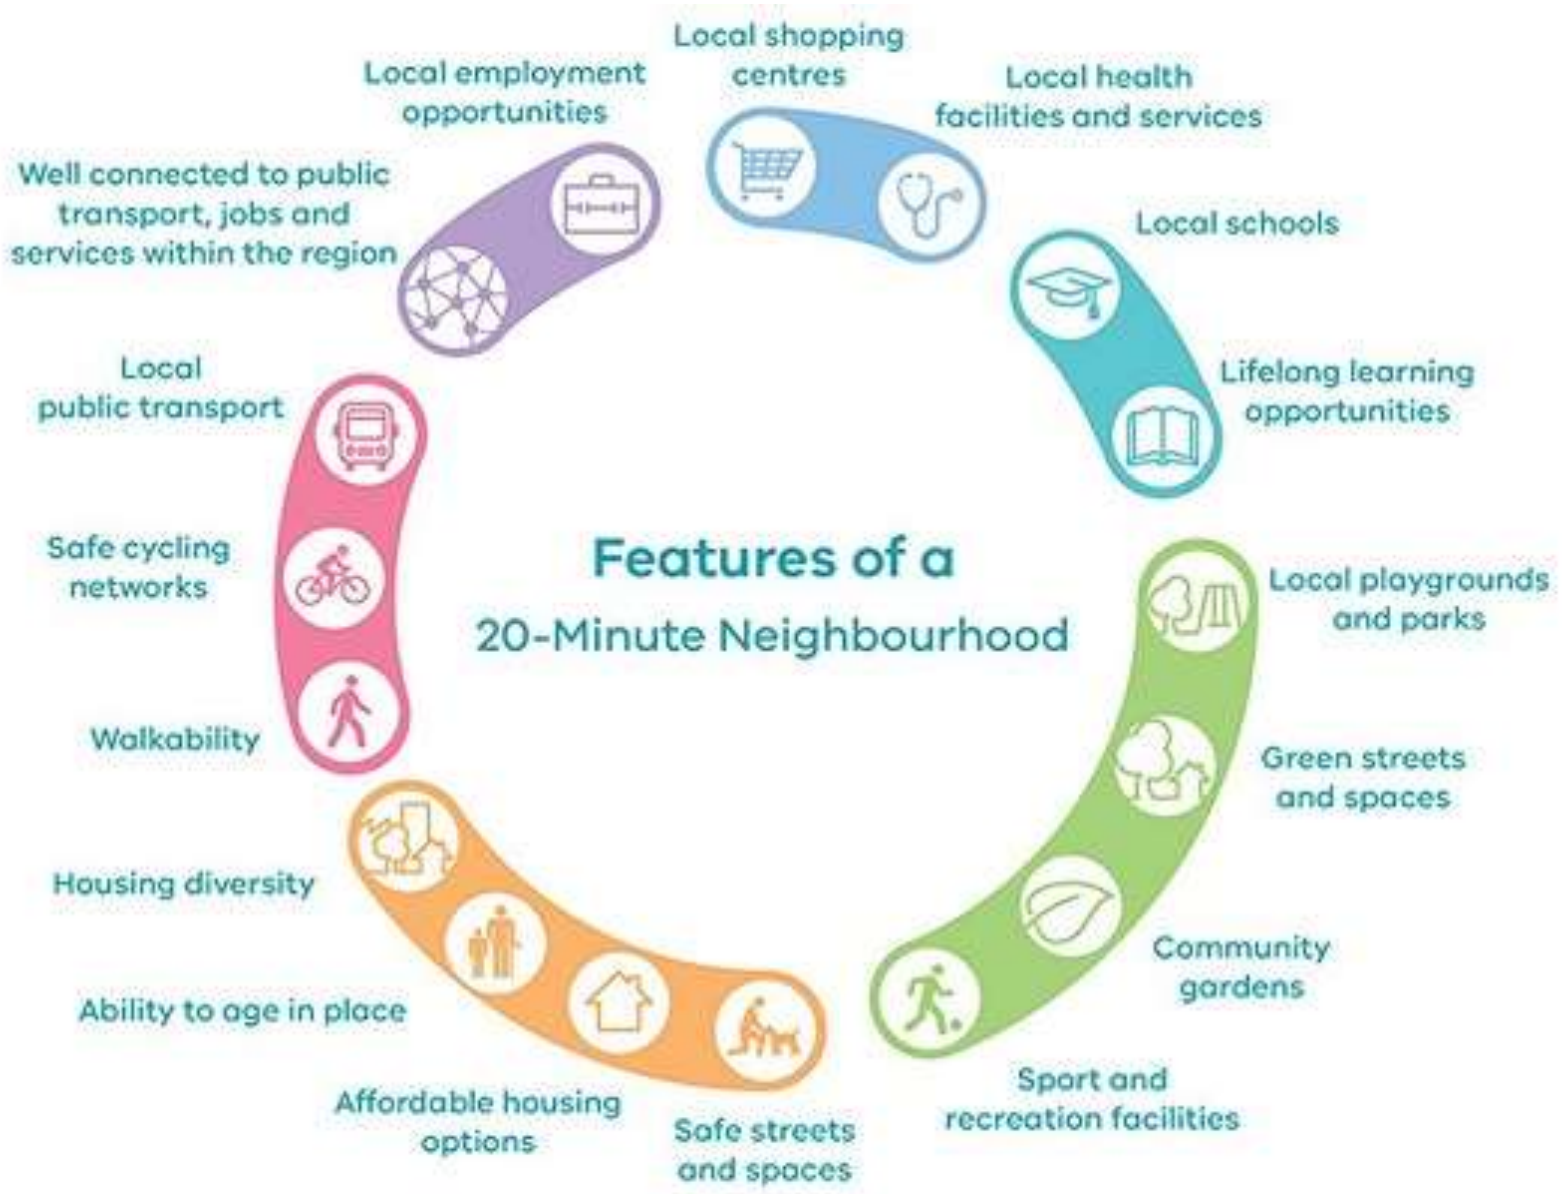 Local shopping
centres
Local health
facilities and services
Local schools
Lifelong learning
opportunities
Local playgrounds
and parks
Green streets
and spaces
Community
gardens
Sport and
recreation facilities
Safe streets
and spaces
Affordable housing
options
Ability to age in place
Housing diversity
Walkability
Safe cycling
networks
Local
public transport
Well connected to public
transport, jobs and
services within the region
Local employment
opportunities
Features of a
20-Minute Neighbourhood